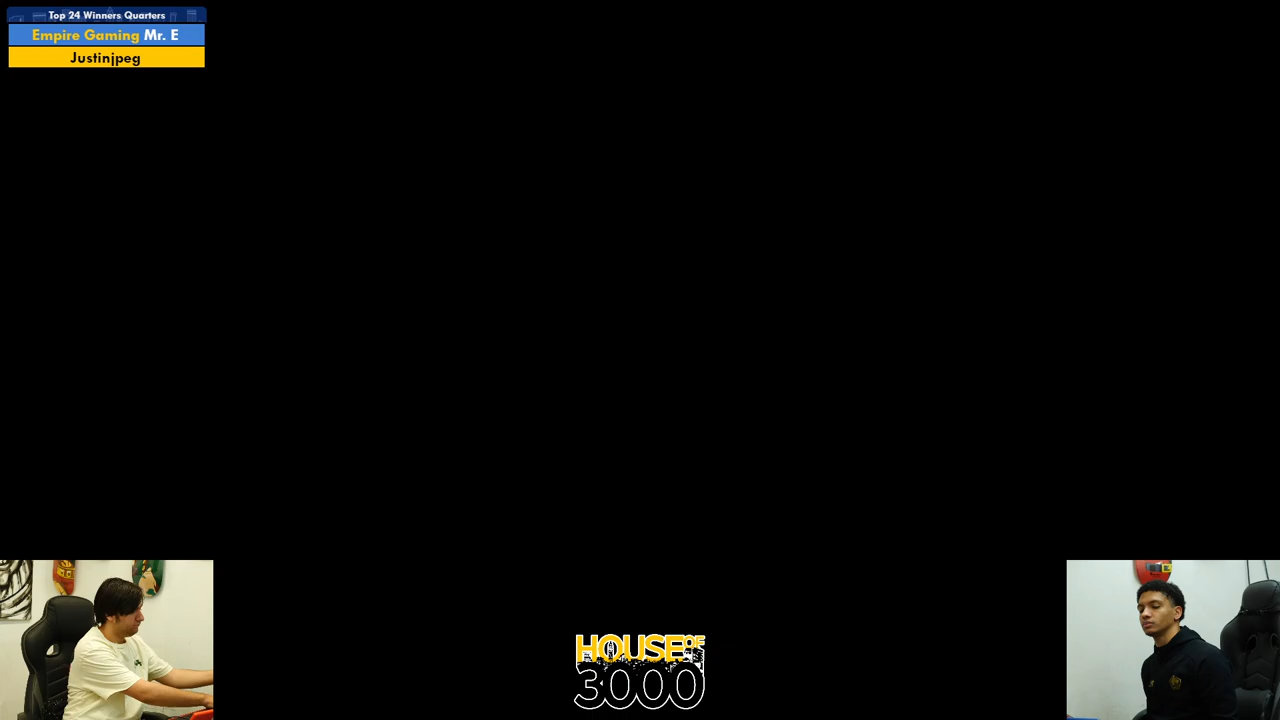 Top 24 Winners Quarters
Empire Gaming Mr. E
Justinjpeg
HOUSE OF
3000